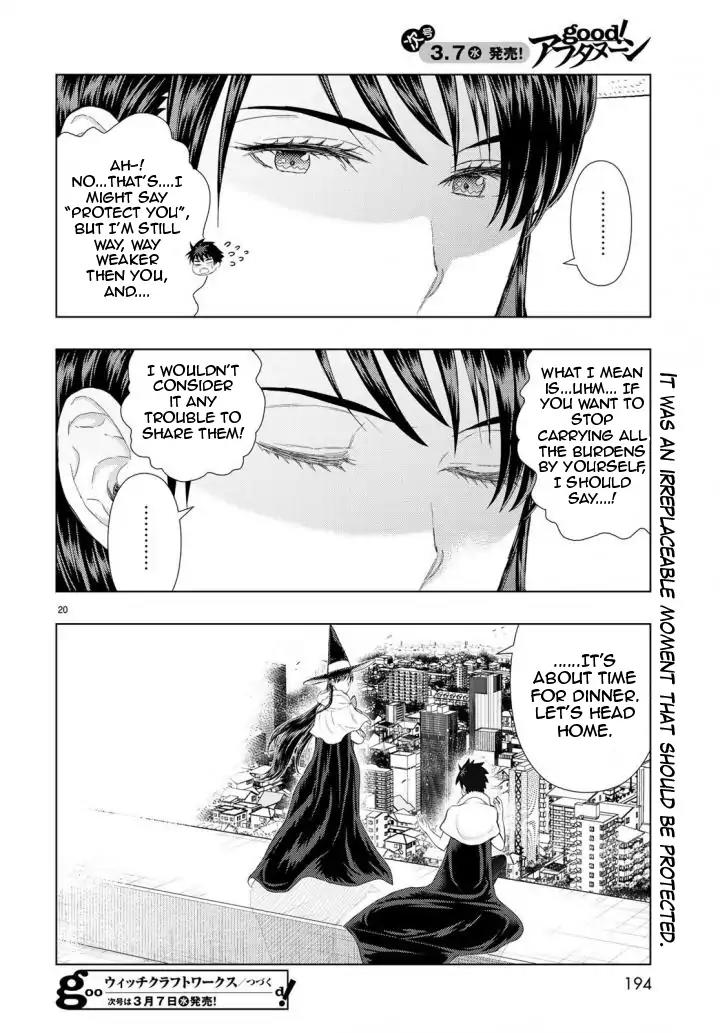 次号
3.7水 発売!
good!
アフタヌーン
………
AH-!
NO...THAT'S....I
MIGHT SAY
"PROTECT YOU",
BUT I'M STILL
WAY, WAY
WEAKER
THEN YOU,
AND....
WHAT I MEAN
IS...UHM... IF
YOU WANT TO
STOP
CARRYING ALL
THE BURDENS
BY YOURSELF,
I SHOULD
SAY....!
I WOULDN'T
CONSIDER
IT ANY
TROUBLE TO
SHARE THEM!
………
IT WAS AN IRREPLACEABLE MOMENT THAT SHOULD BE PROTECTED.
20
......IT'S
ABOUT TIME
FOR DINNER.
LET'S HEAD
HOME.
good!
ウィッチクラフトワークス/つづく
次号は3月7日水発売!
194